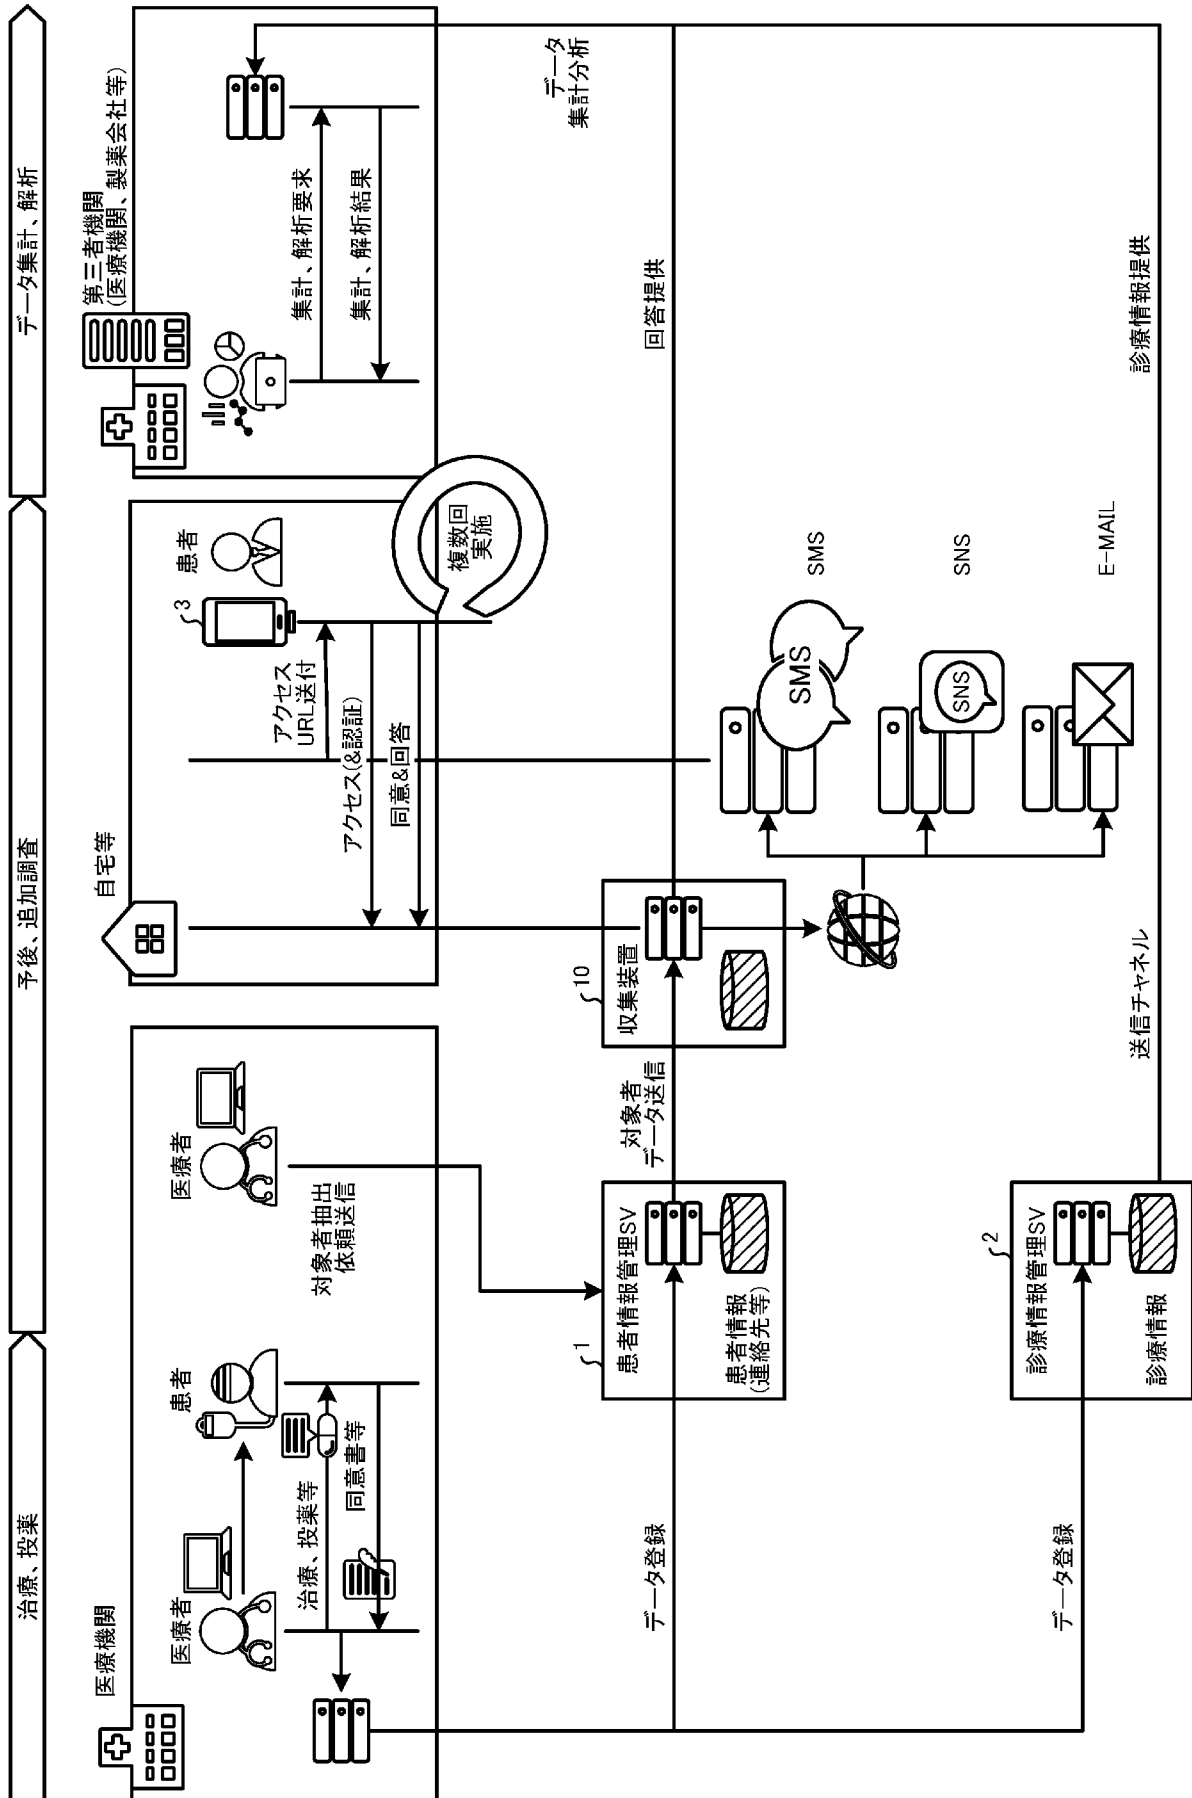 治療、投薬
予後、追加調査
データ集計、解析
医療機関
医療者
患者
治療、投薬等
同意書等
医療者
対象者抽出
依頼送信
自宅等
3
患者
アクセス
URL送付
アクセス(&認証)
同意&回答
複数回
実施
第三者機関
(医療機関、製薬会社等)
集計、解析要求
集計、解析結果
データ
集計分析
データ登録
1
患者情報管理SV
患者情報
(連絡先等)
対象者
データ送信
10
収集装置
回答提供
SMS
SMS
SNS
SNS
E-MAIL
データ登録
2
診療情報管理SV
診療情報
送信チャネル
診療情報提供